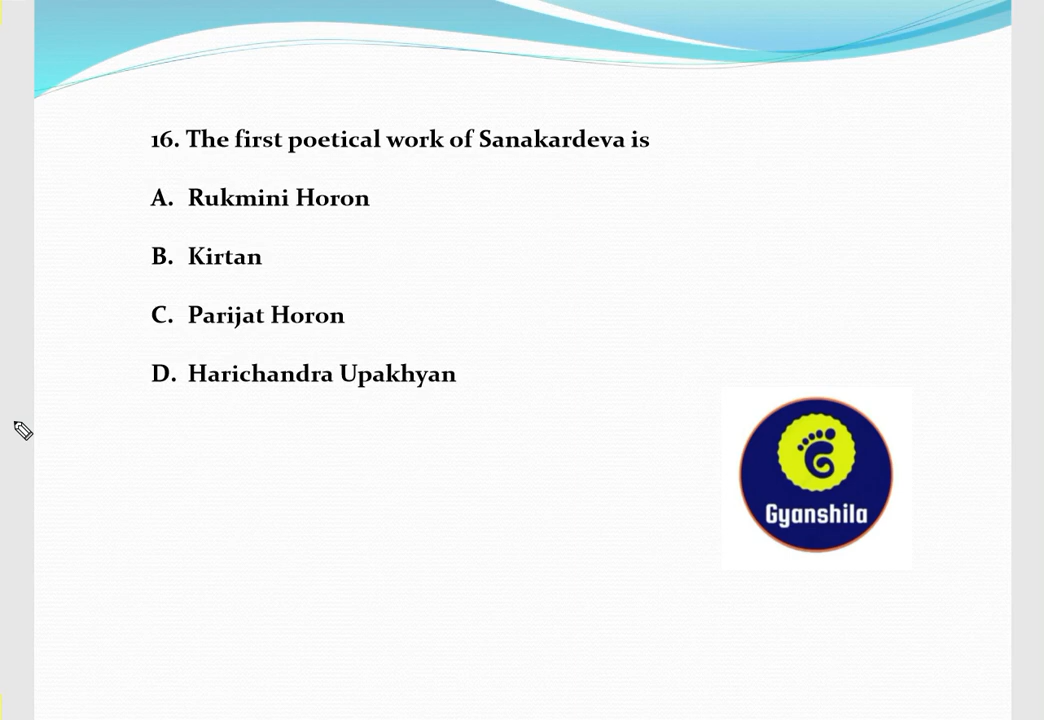 16. The first poetical work of Sanakardeva is
A. Rukmini Horon
B. Kirtan
C. Parijat Horon
D. Harichandra Upakhyan
Gyanshila